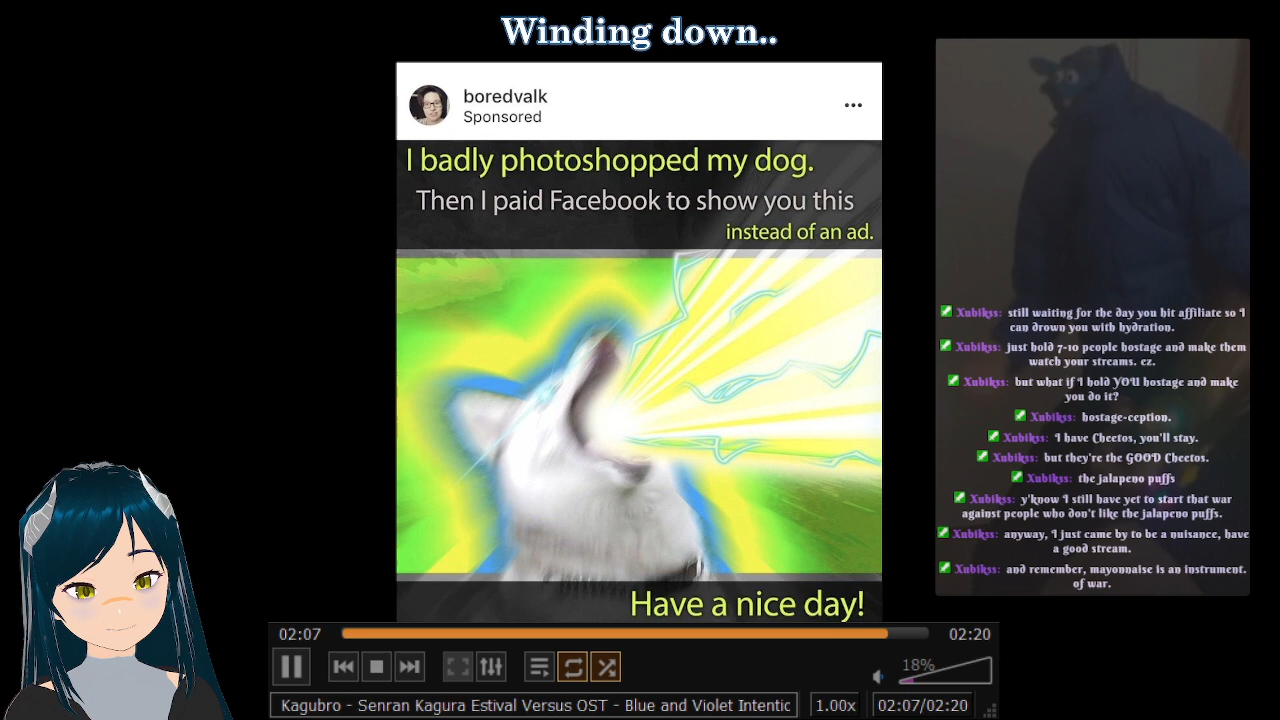 Winding down..
boredvalk
Sponsored
I badly photoshopped my dog.
Then I paid Facebook to show you this
instead of an ad.
Have a nice day!
Xubikss: still waiting for the day you hit affiliate so I
can drown you with hydration.
Xubikss: just hold 7-10 people hostage and make them
watch your streams. ez.
Xubikss: but what if I hold YOU hostage and make
you do it?
Xubikss: hostage-ception.
Xubikss: I have Cheetos, you'll stay.
Xubikss: but they're the GOOD Cheetos.
Xubikss: the jalapeno puffs
Xubikss: y'know I still have yet to start that war
against people who don't like the jalapeno puffs.
Xubikss: anyway, I just came by to be a nuisance, have
a good stream.
Xubikss: and remember, mayonnaise is an instrument.
of war.
02:07
02:20
18%
Kagubro - Senran Kagura Estival Versus OST - Blue and Violet Intentic
1.00x
02:07/02:20